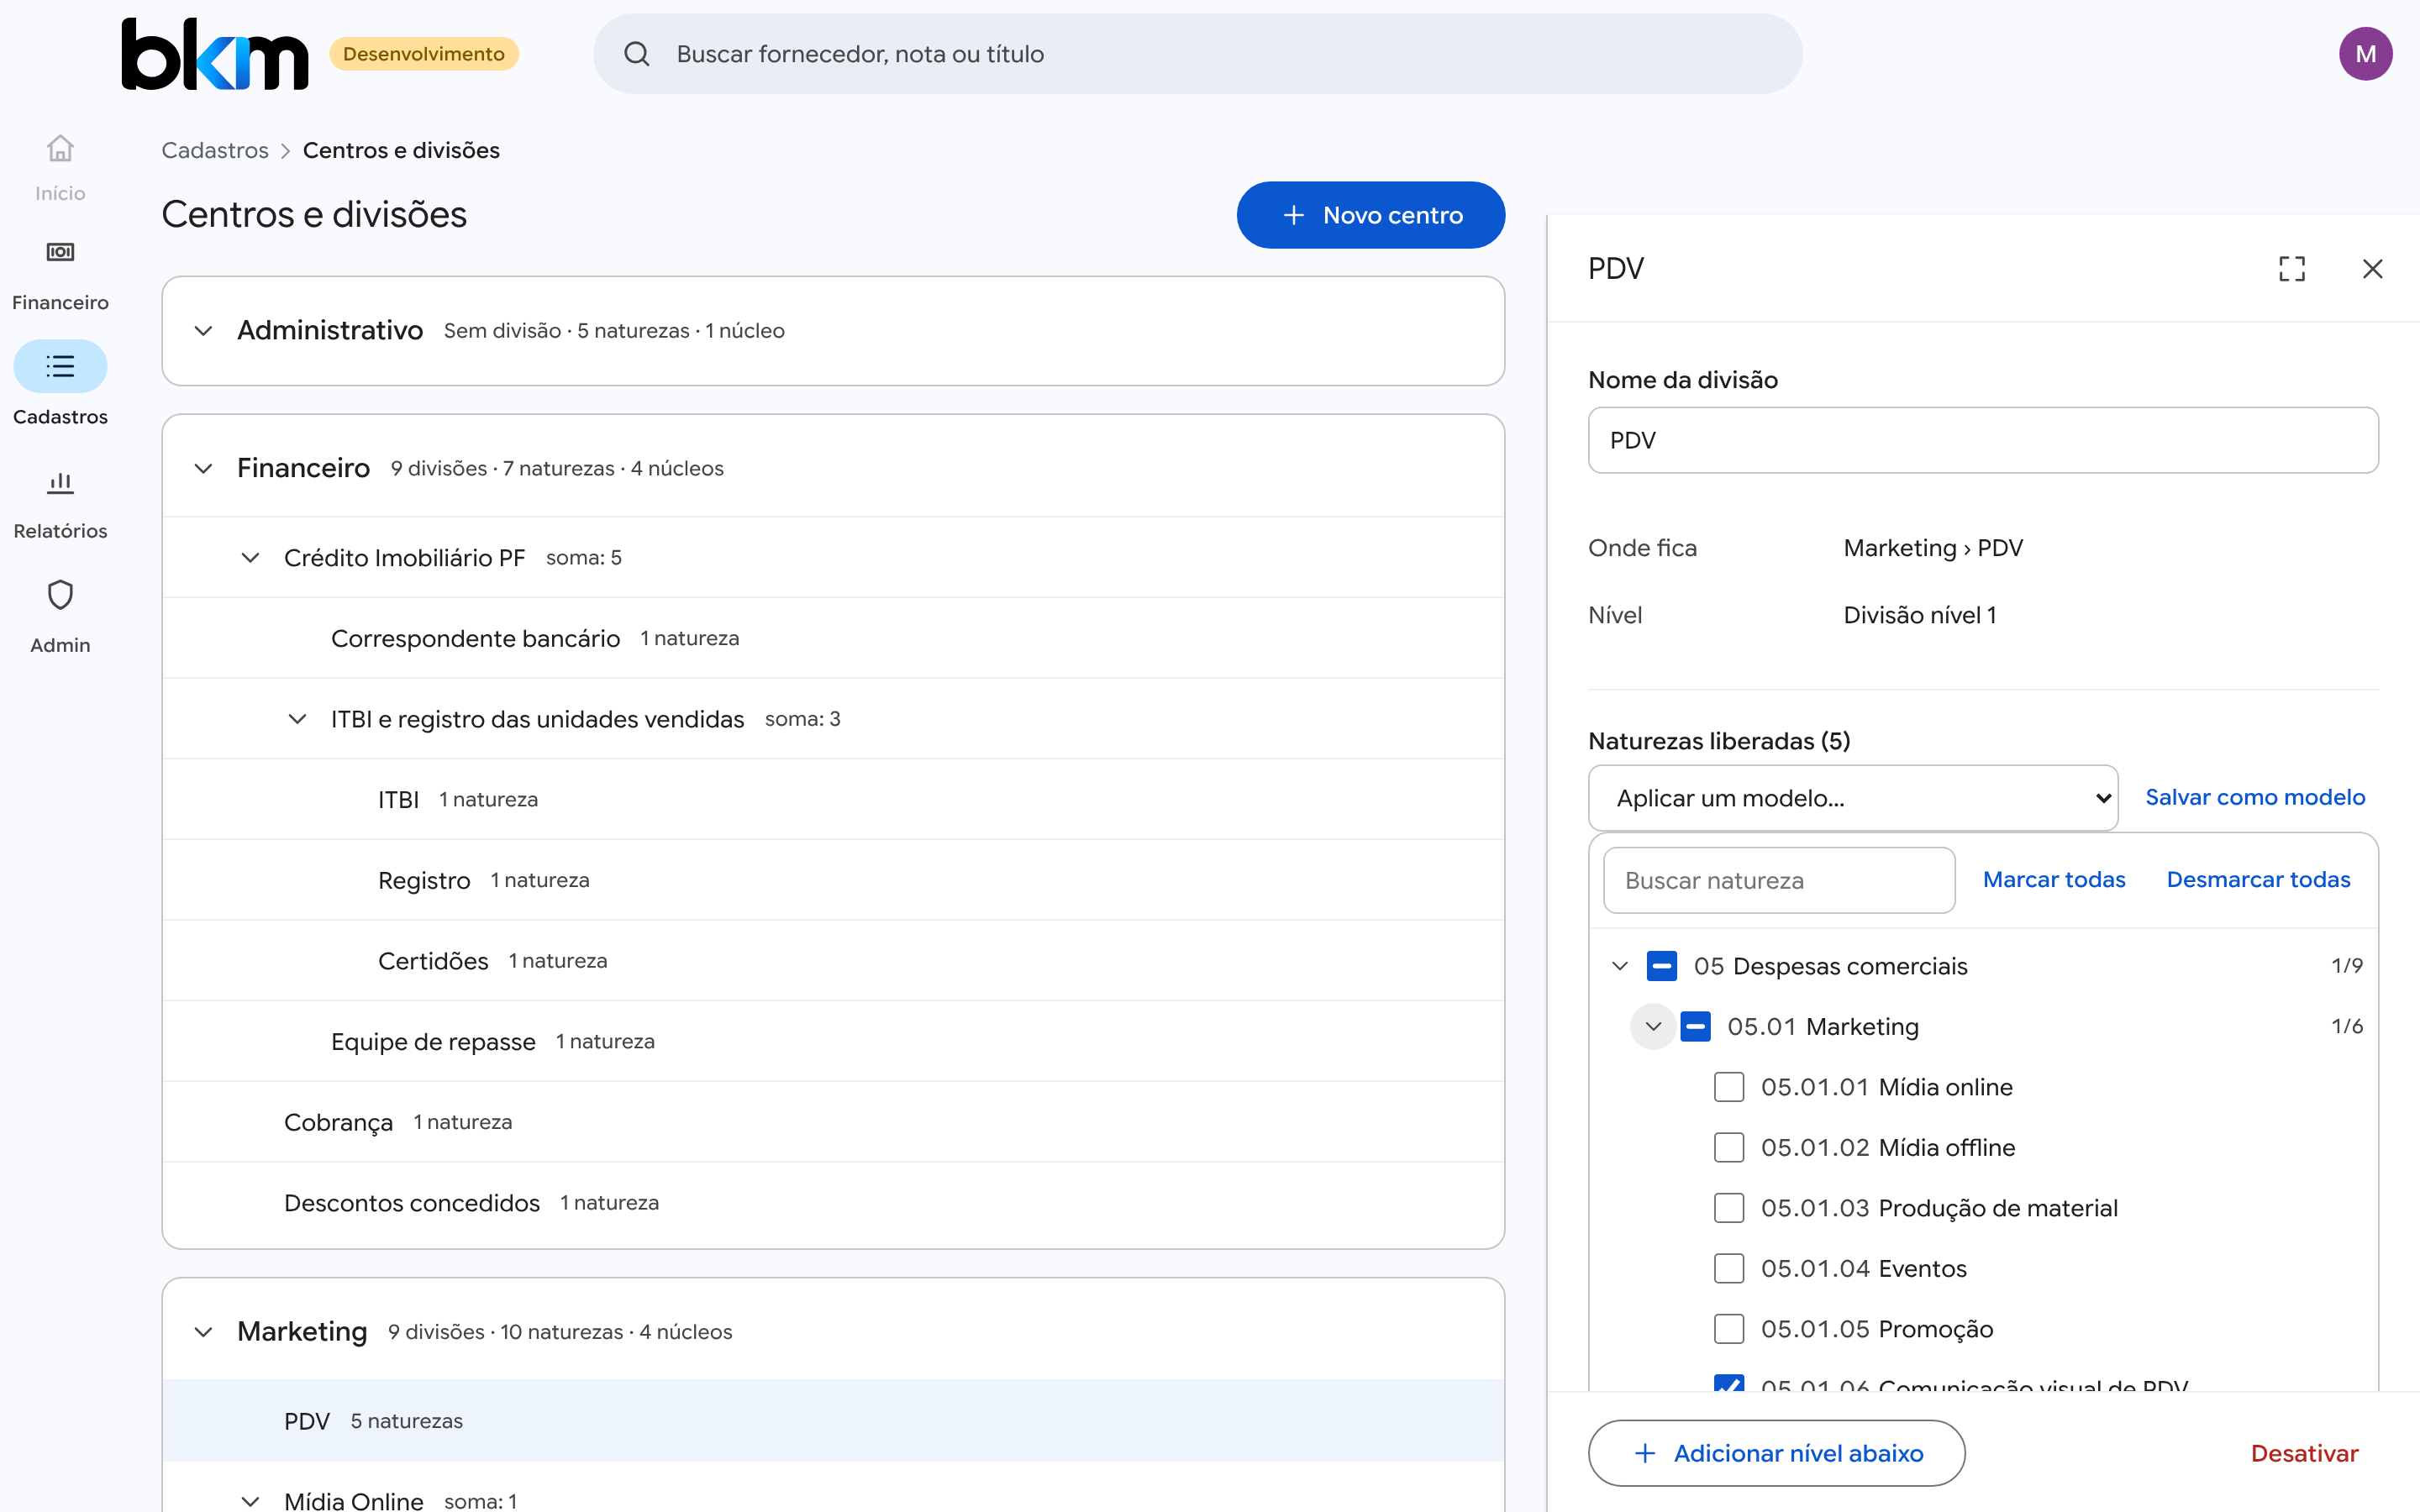 bkm
Desenvolvimento
Buscar fornecedor, nota ou título
M
Início
Financeiro
Cadastros
Relatórios
Admin
Cadastros > Centros e divisões
Centros e divisões
+ Novo centro
Administrativo Sem divisão · 5 naturezas · 1 núcleo
Financeiro 9 divisões · 7 naturezas · 4 núcleos
Crédito Imobiliário PF soma: 5
Correspondente bancário 1 natureza
ITBI e registro das unidades vendidas soma: 3
ITBI 1 natureza
Registro 1 natureza
Certidões 1 natureza
Equipe de repasse 1 natureza
Cobrança 1 natureza
Descontos concedidos 1 natureza
Marketing 9 divisões · 10 naturezas · 4 núcleos
PDV 5 naturezas
Mídia Online soma: 1
PDV
Nome da divisão
PDV
Onde fica Marketing › PDV
Nível Divisão nível 1
Naturezas liberadas (5)
Aplicar um modelo... Salvar como modelo
Buscar natureza Marcar todas Desmarcar todas
05 Despesas comerciais 1/9
05.01 Marketing 1/6
05.01.01 Mídia online
05.01.02 Mídia offline
05.01.03 Produção de material
05.01.04 Eventos
05.01.05 Promoção
05.01.06 Comunicação visual de PDV
+ Adicionar nível abaixo Desativar